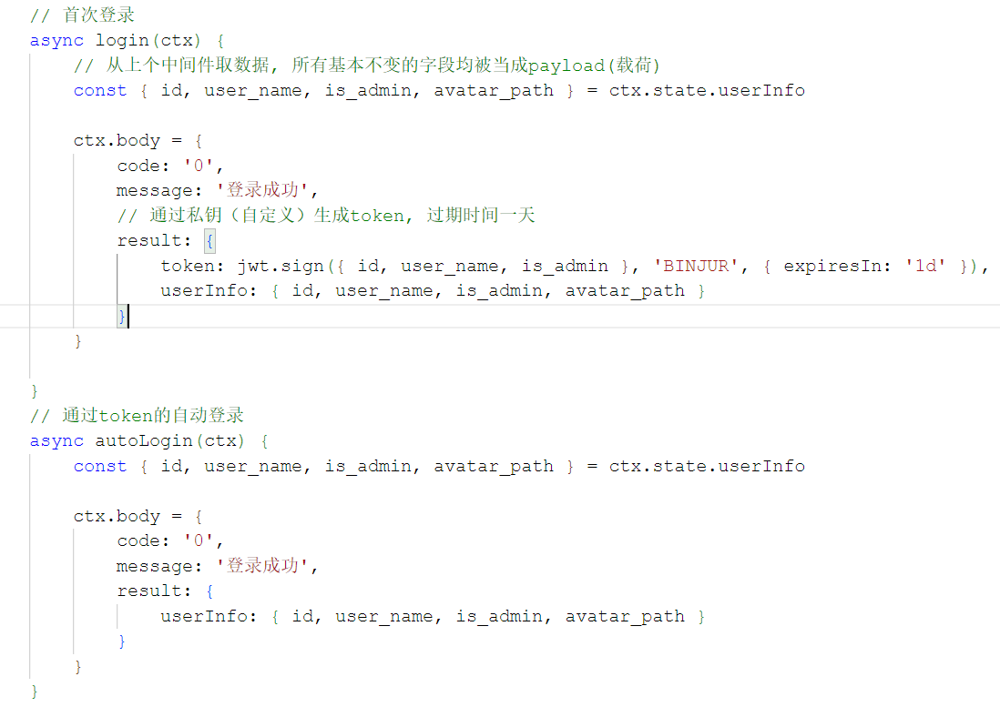 // 首次登录
async login(ctx) {
// 从上个中间件取数据, 所有基本不变的字段均被当成payload(载荷)
const { id, user_name, is_admin, avatar_path } = ctx.state.userInfo
ctx.body = {
code: '0',
message: '登录成功',
// 通过私钥（自定义）生成token, 过期时间一天
result: {
token: jwt.sign({ id, user_name, is_admin }, 'BINJUR', { expiresIn: '1d' }),
userInfo: { id, user_name, is_admin, avatar_path }
}
}
}
// 通过token的自动登录
async autoLogin(ctx) {
const { id, user_name, is_admin, avatar_path } = ctx.state.userInfo
ctx.body = {
code: '0',
message: '登录成功',
result: {
userInfo: { id, user_name, is_admin, avatar_path }
}
}
}